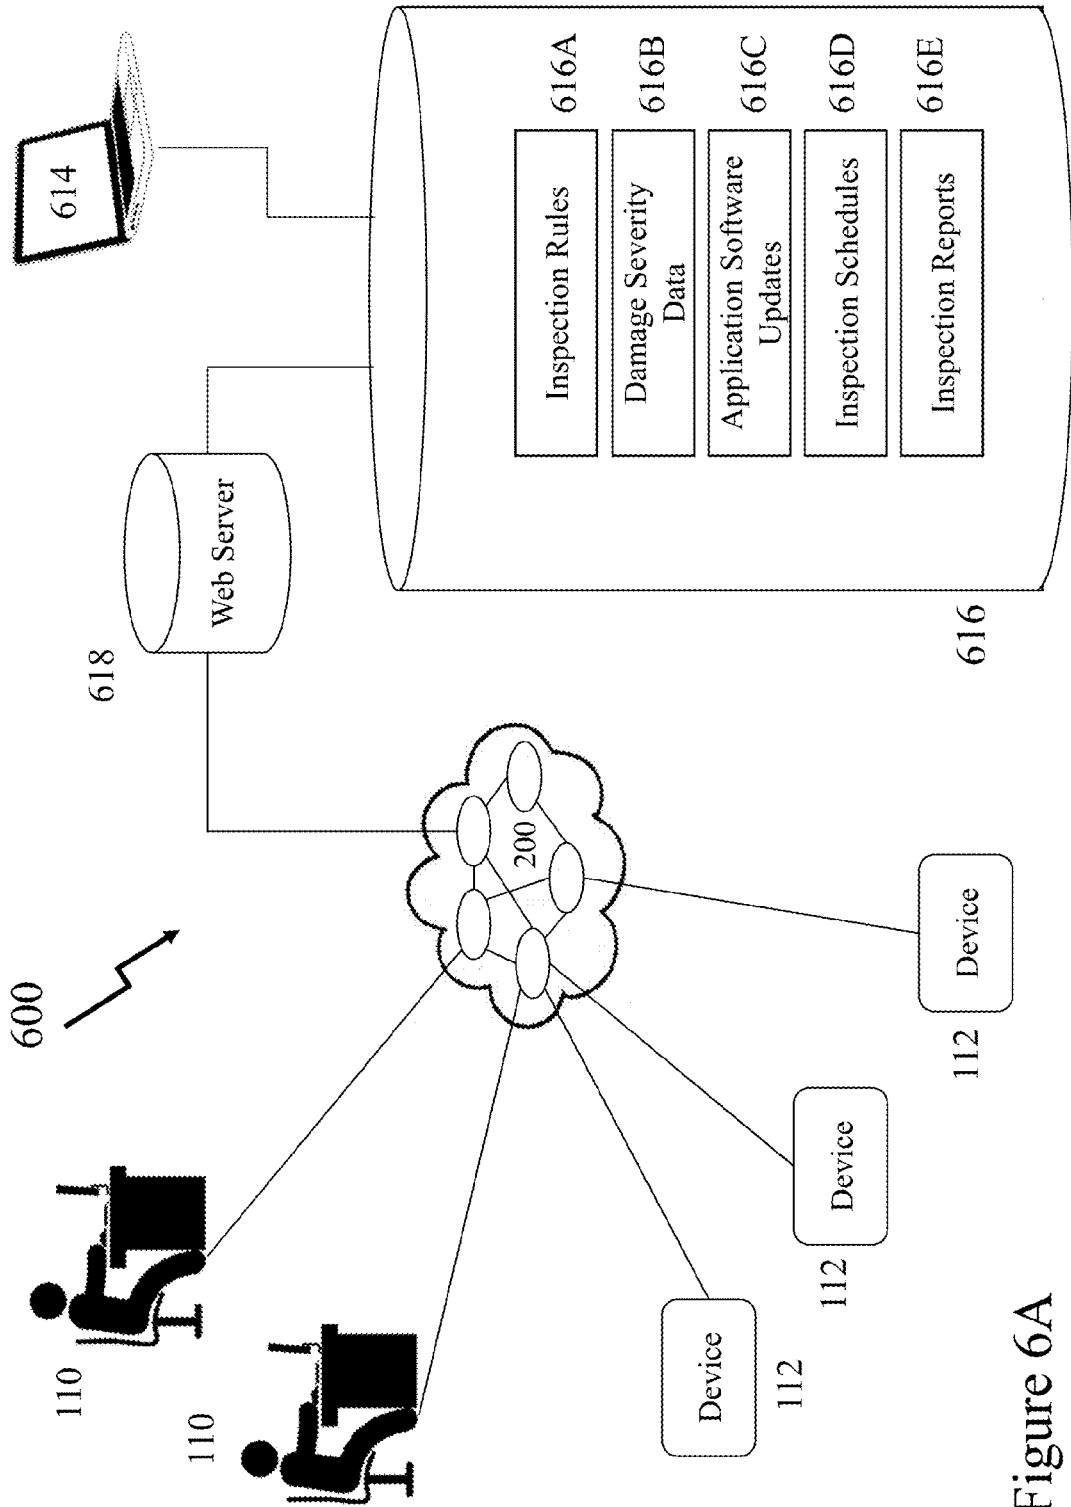 600
110
110
618
Web Server
614
200
Device
112
Device
112
Device
112
616
Inspection Rules
616A
Damage Severity
Data
616B
Application Software
Updates
616C
Inspection Schedules
616D
Inspection Reports
616E
Figure 6A